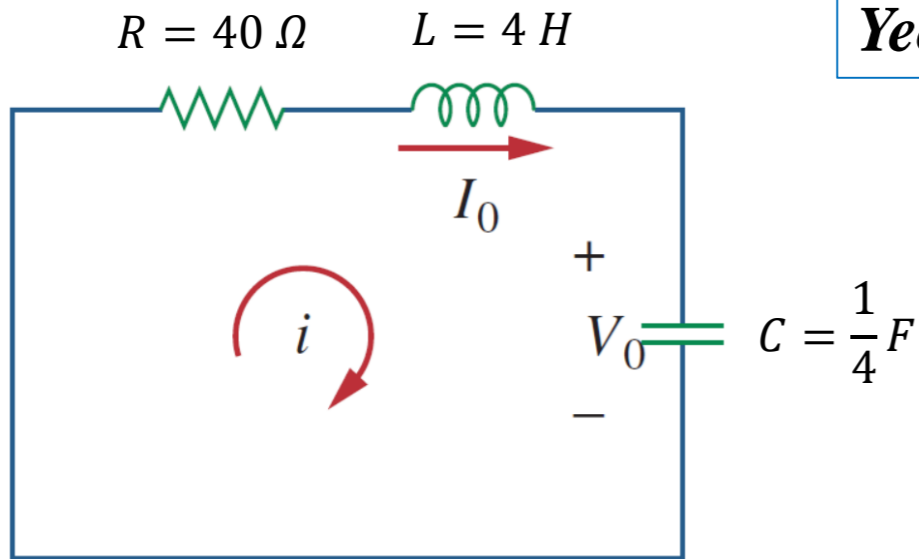 R = 40 Ω
L = 4 H
I₀
i
+
V₀
−
C = 1/4 F